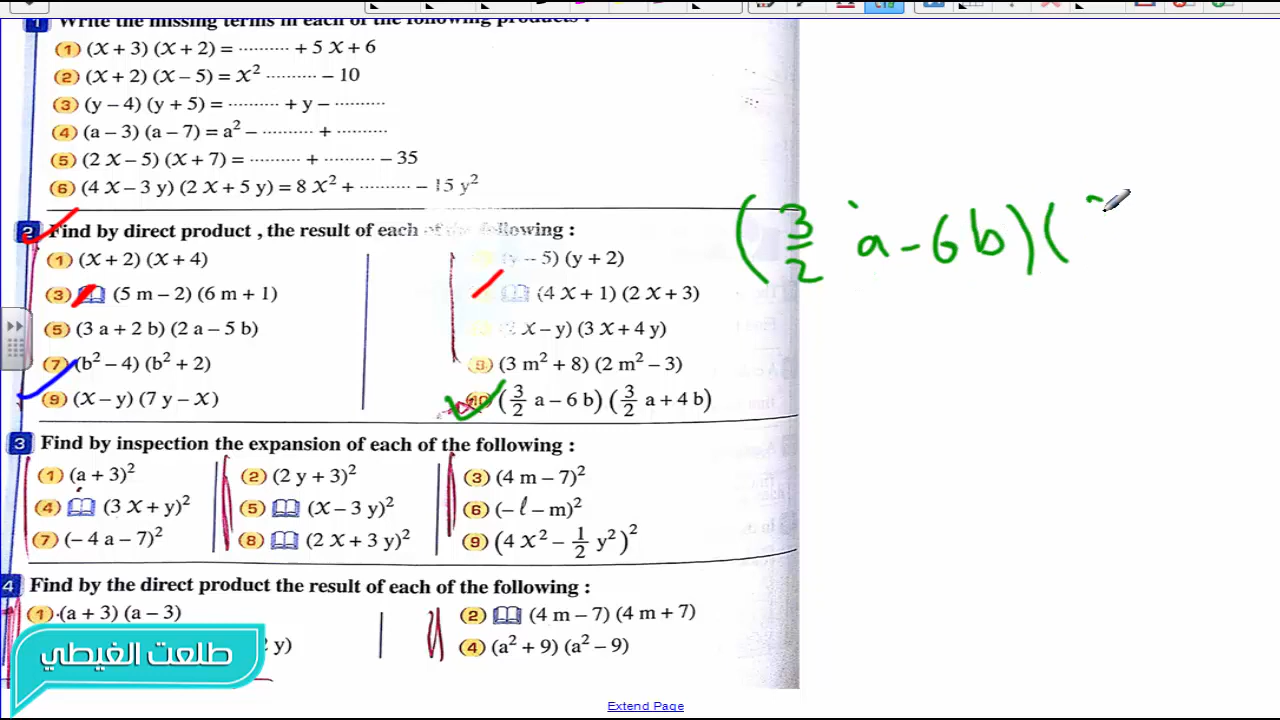 1 Write the missing terms in each of the following products :
(1) (X + 3) (X + 2) = ·········· + 5 X + 6
(2) (X + 2) (X – 5) = X² ·········· – 10
(3) (y – 4) (y + 5) = ·········· + y – ··········
(4) (a – 3) (a – 7) = a² – ·········· + ··········
(5) (2 X – 5) (X + 7) = ·········· + ·········· – 35
(6) (4 X – 3 y) (2 X + 5 y) = 8 X² + ·········· – 15 y²
2 Find by direct product , the result of each of the following :
(1) (X + 2) (X + 4)
– 5) (y + 2)
(3) (5 m – 2) (6 m + 1)
(4 X + 1) (2 X + 3)
(5) (3 a + 2 b) (2 a – 5 b)
X – y) (3 X + 4 y)
(7) (b² – 4) (b² + 2)
(8) (3 m² + 8) (2 m² – 3)
(9) (X – y) (7 y – X)
(10) (3/2 a – 6 b) (3/2 a + 4 b)
(3/2 a – 6 b) (
3 Find by inspection the expansion of each of the following :
(1) (a + 3)² (2) (2 y + 3)² (3) (4 m – 7)²
(4) (3 X + y)² (5) (X – 3 y)² (6) (– l – m)²
(7) (– 4 a – 7)² (8) (2 X + 3 y)² (9) (4 X² – 1/2 y²)²
4 Find by the direct product the result of each of the following :
(1) (a + 3) (a – 3) (2) (4 m – 7) (4 m + 7)
y) (4) (a² + 9) (a² – 9)
طلعت القيسي
Extend Page